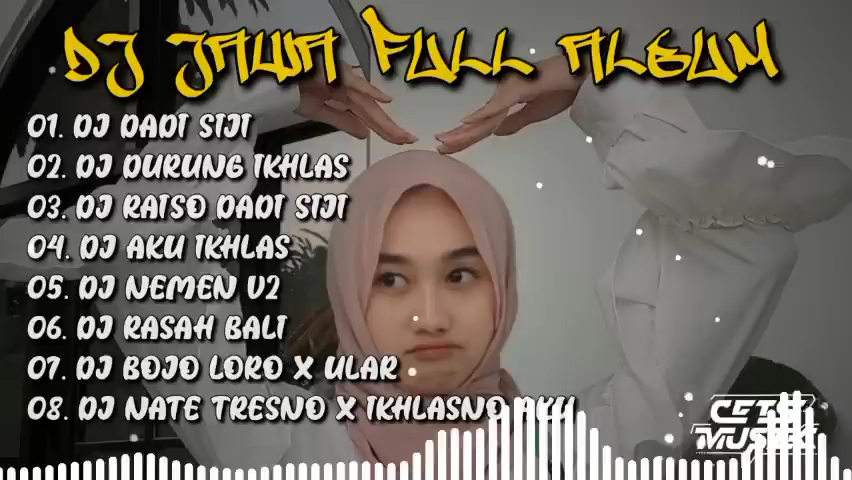 DJ JAWA FULL ALBUM
01. DJ DADI SIJI
02. DJ DURUNG IKHLAS
03. DJ RAISO DADI SIJI
04. DJ AKU IKHLAS
05. DJ NEMEN V2
06. DJ RASAH BALI
07. DJ BOJO LORO X ULAR
08. DJ NATE TRESNO X IKHLASNO AKU
MUSIK